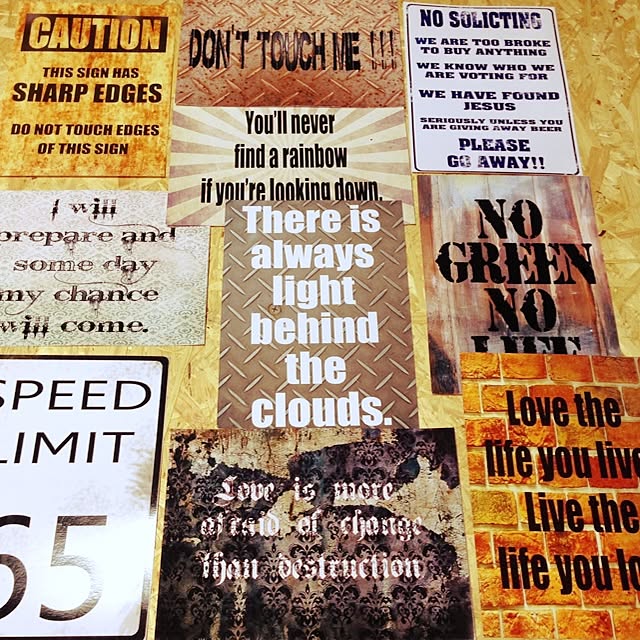 CAUTION
THIS SIGN HAS
SHARP EDGES
DO NOT TOUCH EDGES
OF THIS SIGN
DON'T TOUCH ME !!!
NO SOLICTING
WE ARE TOO BROKE
TO BUY ANYTHING
WE KNOW WHO WE
ARE VOTING FOR
WE HAVE FOUND
JESUS
SERIOUSLY UNLESS YOU
ARE GIVING AWAY BEER
PLEASE
GO AWAY!!
You'll never
find a rainbow
if you're looking down.
I will
prepare and
some day
my chance
will come.
There is
always
light
behind
the
clouds.
NO
GREEN
NO
LIFE
SPEED
LIMIT
65
Love is more
afraid of change
than destruction
Love the
life you live
Live the
life you lo